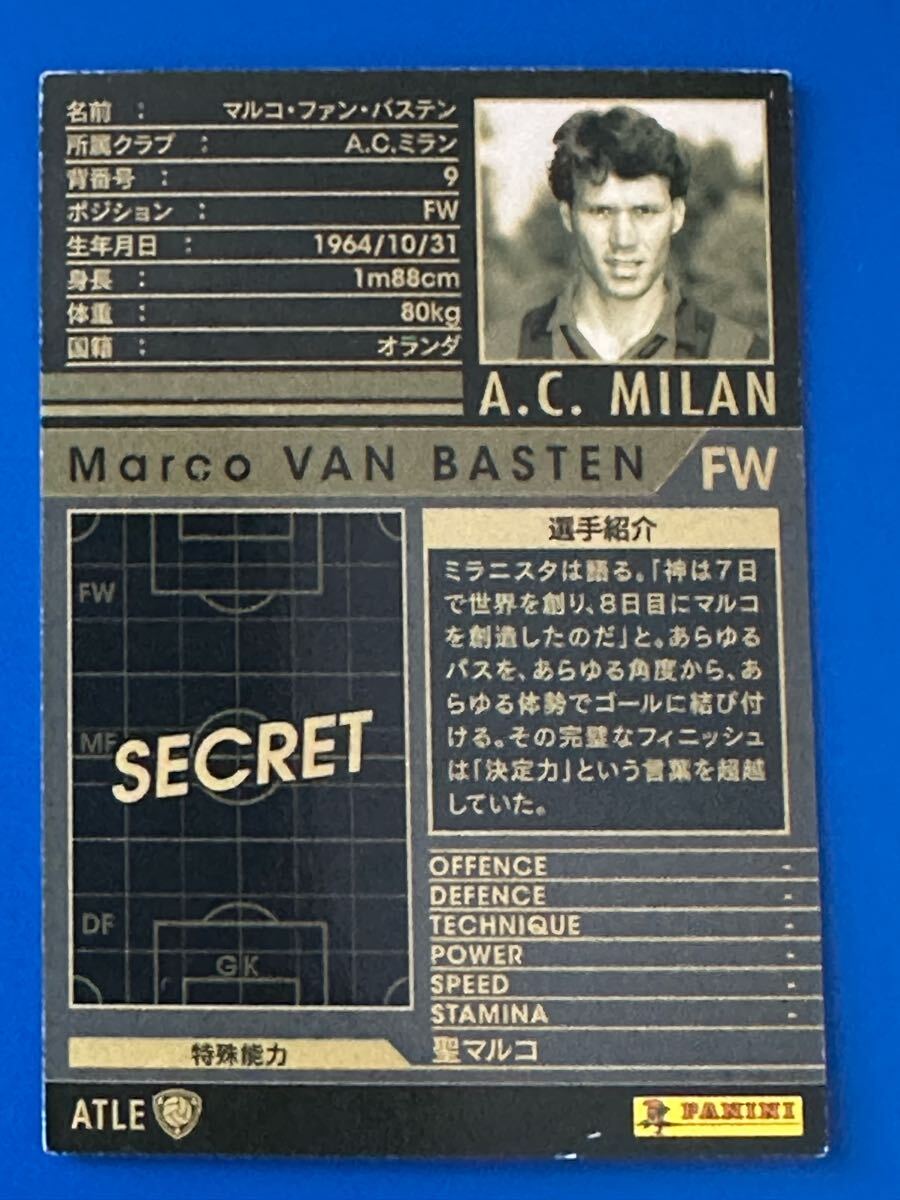 名前 : マルコ・ファン・バステン
所属クラブ : A.C.ミラン
背番号 : 9
ポジション : FW
生年月日 : 1964/10/31
身長 : 1m88cm
体重 : 80kg
国籍 : オランダ
A.C. MILAN
Marco VAN BASTEN FW
FW
MF
DF
GK
SECRET
選手紹介
ミラニスタは語る。「神は7日
で世界を創り、8日目にマルコ
を創造したのだ」と。あらゆる
パスを、あらゆる角度から、あ
らゆる体勢でゴールに結び付
ける。その完璧なフィニッシュ
は「決定力」という言葉を超越
していた。
OFFENCE -
DEFENCE -
TECHNIQUE -
POWER -
SPEED -
STAMINA -
特殊能力 聖マルコ
ATLE
PANINI